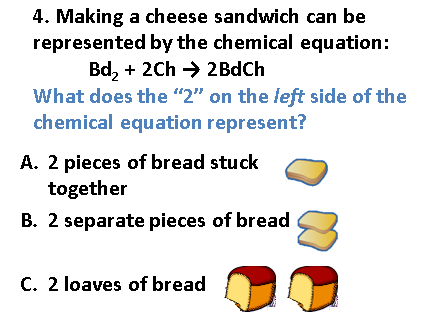 4. Making a cheese sandwich can be
represented by the chemical equation:
Bd₂ + 2Ch → 2BdCh
What does the “2” on the left side of the
chemical equation represent?
A. 2 pieces of bread stuck
together
B. 2 separate pieces of bread
C. 2 loaves of bread